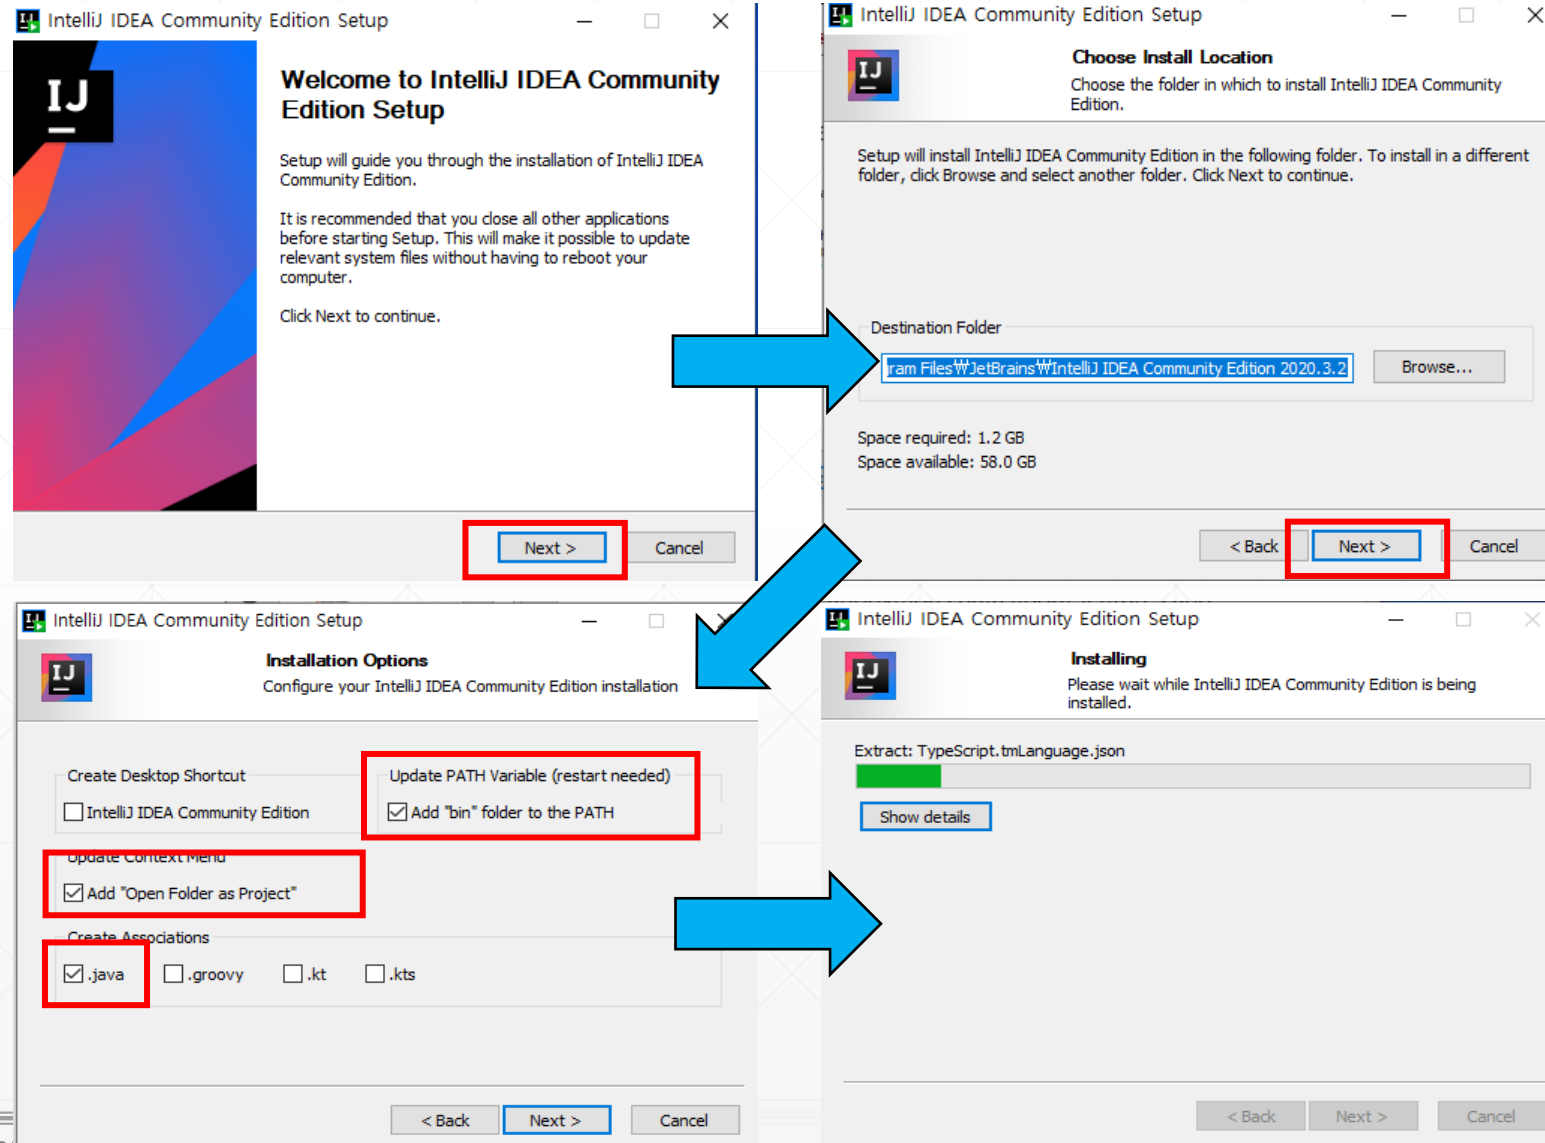 IntelliJ IDEA Community Edition Setup
IJ
Welcome to IntelliJ IDEA Community
Edition Setup
Setup will guide you through the installation of IntelliJ IDEA
Community Edition.
It is recommended that you close all other applications
before starting Setup. This will make it possible to update
relevant system files without having to reboot your
computer.
Click Next to continue.
Next >
Cancel
IntelliJ IDEA Community Edition Setup
IJ
Choose Install Location
Choose the folder in which to install IntelliJ IDEA Community
Edition.
Setup will install IntelliJ IDEA Community Edition in the following folder. To install in a different
folder, click Browse and select another folder. Click Next to continue.
Destination Folder
ram Files₩JetBrains₩IntelliJ IDEA Community Edition 2020.3.2
Browse...
Space required: 1.2 GB
Space available: 58.0 GB
< Back
Next >
Cancel
IntelliJ IDEA Community Edition Setup
IJ
Installation Options
Configure your IntelliJ IDEA Community Edition installation
Create Desktop Shortcut
IntelliJ IDEA Community Edition
Update PATH Variable (restart needed)
Add "bin" folder to the PATH
Update Context Menu
Add "Open Folder as Project"
Create Associations
.java
.groovy
.kt
.kts
< Back
Next >
Cancel
IntelliJ IDEA Community Edition Setup
IJ
Installing
Please wait while IntelliJ IDEA Community Edition is being
installed.
Extract: TypeScript.tmLanguage.json
Show details
< Back
Next >
Cancel